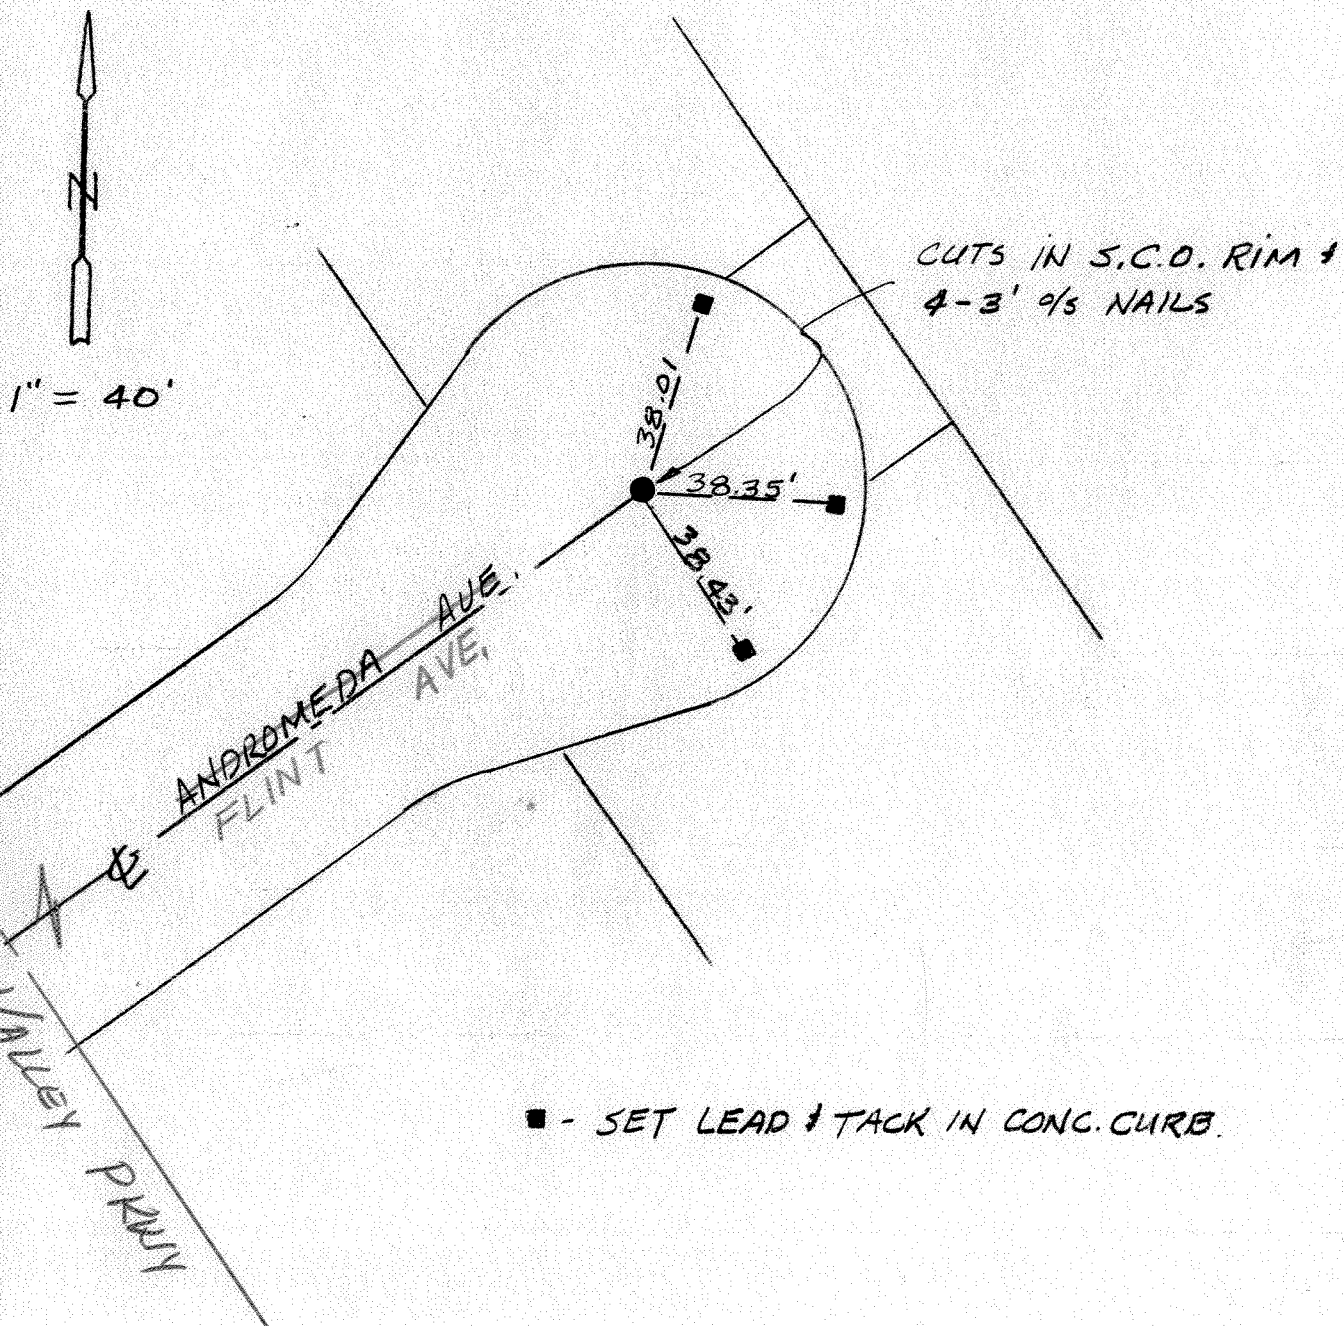 N
1" = 40'
CUTS IN S.C.O. RIM &
4-3' o/s NAILS
38.01
38.35'
38.43'
ANDROMEDA AVE.
FLINT AVE.
℄
VALLEY PKWY
■ - SET LEAD & TACK IN CONC. CURB.